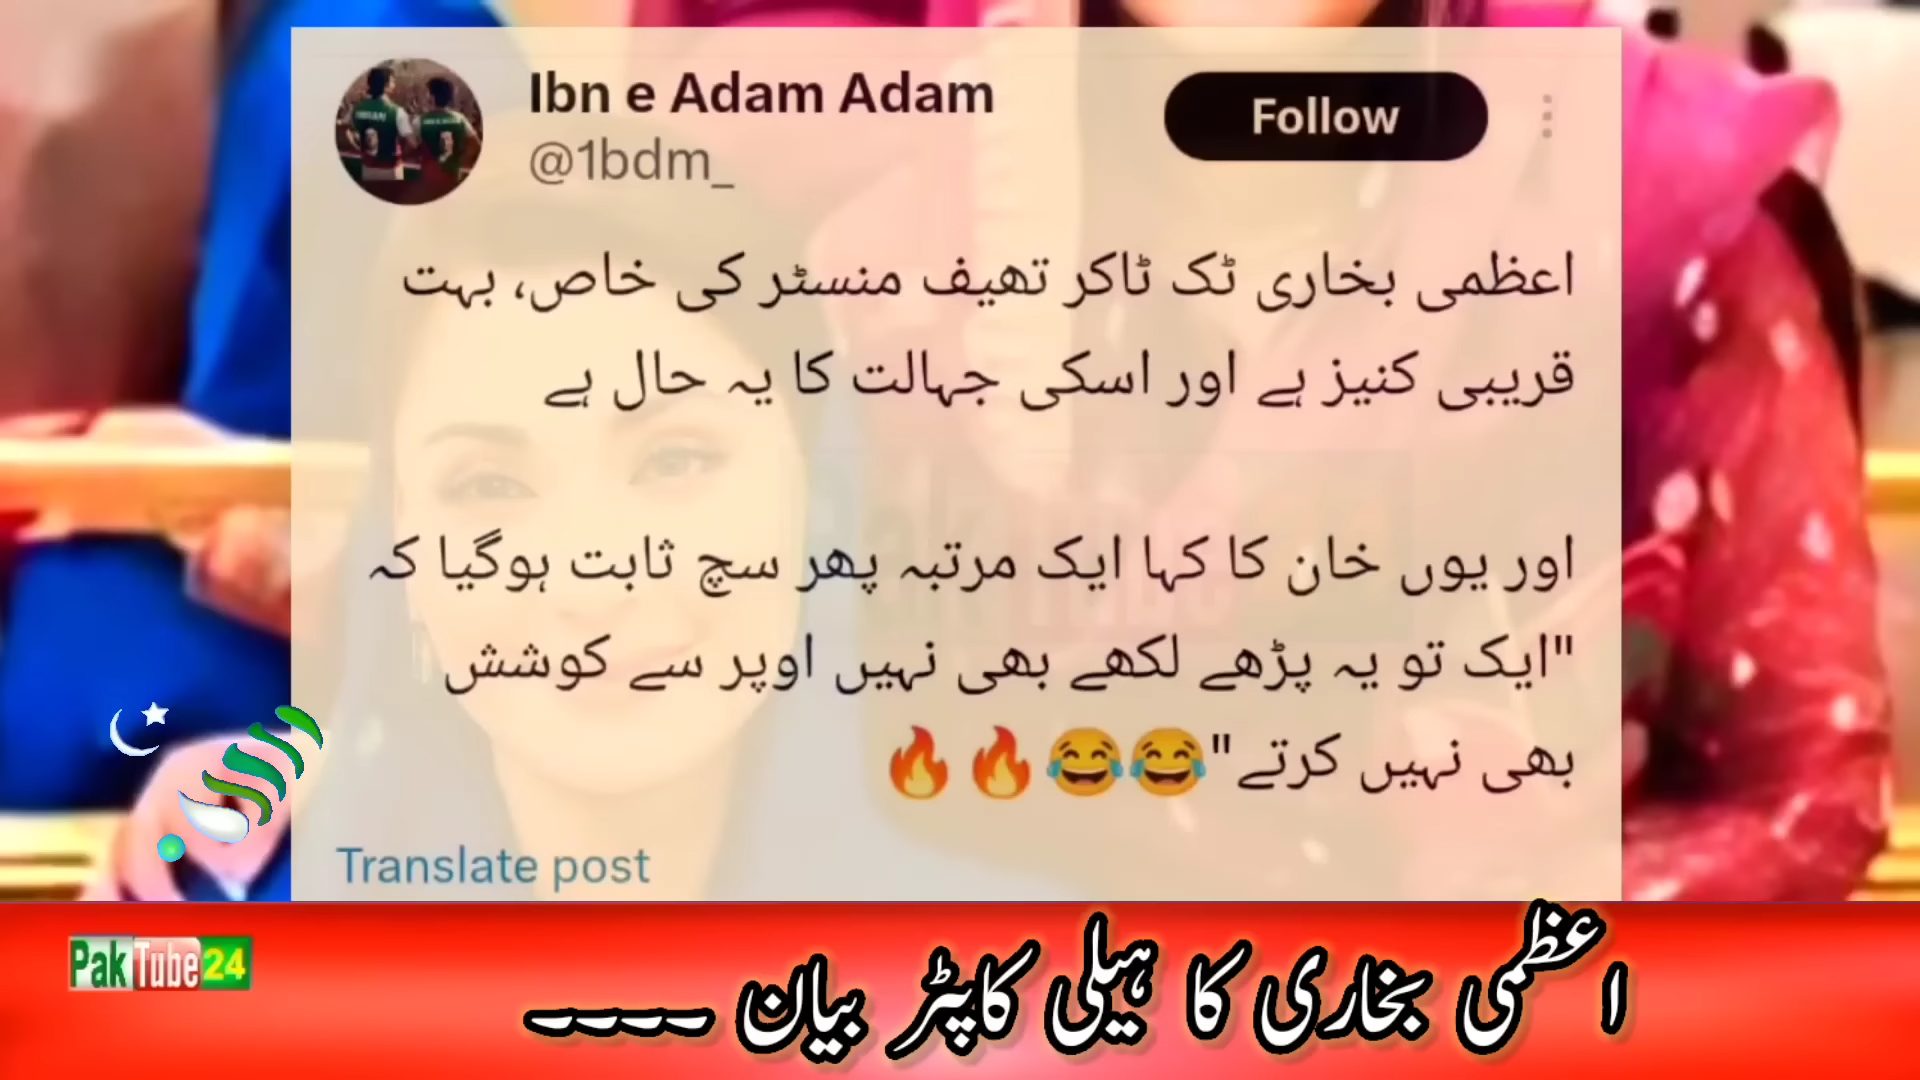 Ibn e Adam Adam
Follow
@1bdm_
اعظمی بخاری ٹک ٹاکر تھیف منسٹر کی خاص، بہت
قریبی کنیز ہے اور اسکی جہالت کا یہ حال ہے
اور یوں خان کا کہا ایک مرتبہ پھر سچ ثابت ہوگیا کہ
"ایک تو یہ پڑھے لکھے بھی نہیں اوپر سے کوشش
بھی نہیں کرتے"😂😂🔥🔥
Translate post
PakTube24
اعظمی بخاری کا ہیلی کاپٹر بیان ----